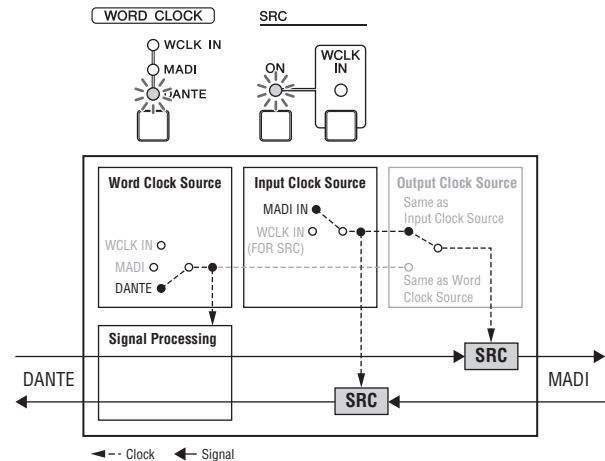 WORD CLOCK
WCLK IN
MADI
DANTE
SRC
ON
WCLK
IN
Word Clock Source
WCLK IN
MADI
DANTE
Input Clock Source
MADI IN
WCLK IN
(FOR SRC)
Output Clock Source
Same as
Input Clock Source
Same as Word
Clock Source
Signal Processing
SRC
DANTE
MADI
SRC
Clock
Signal